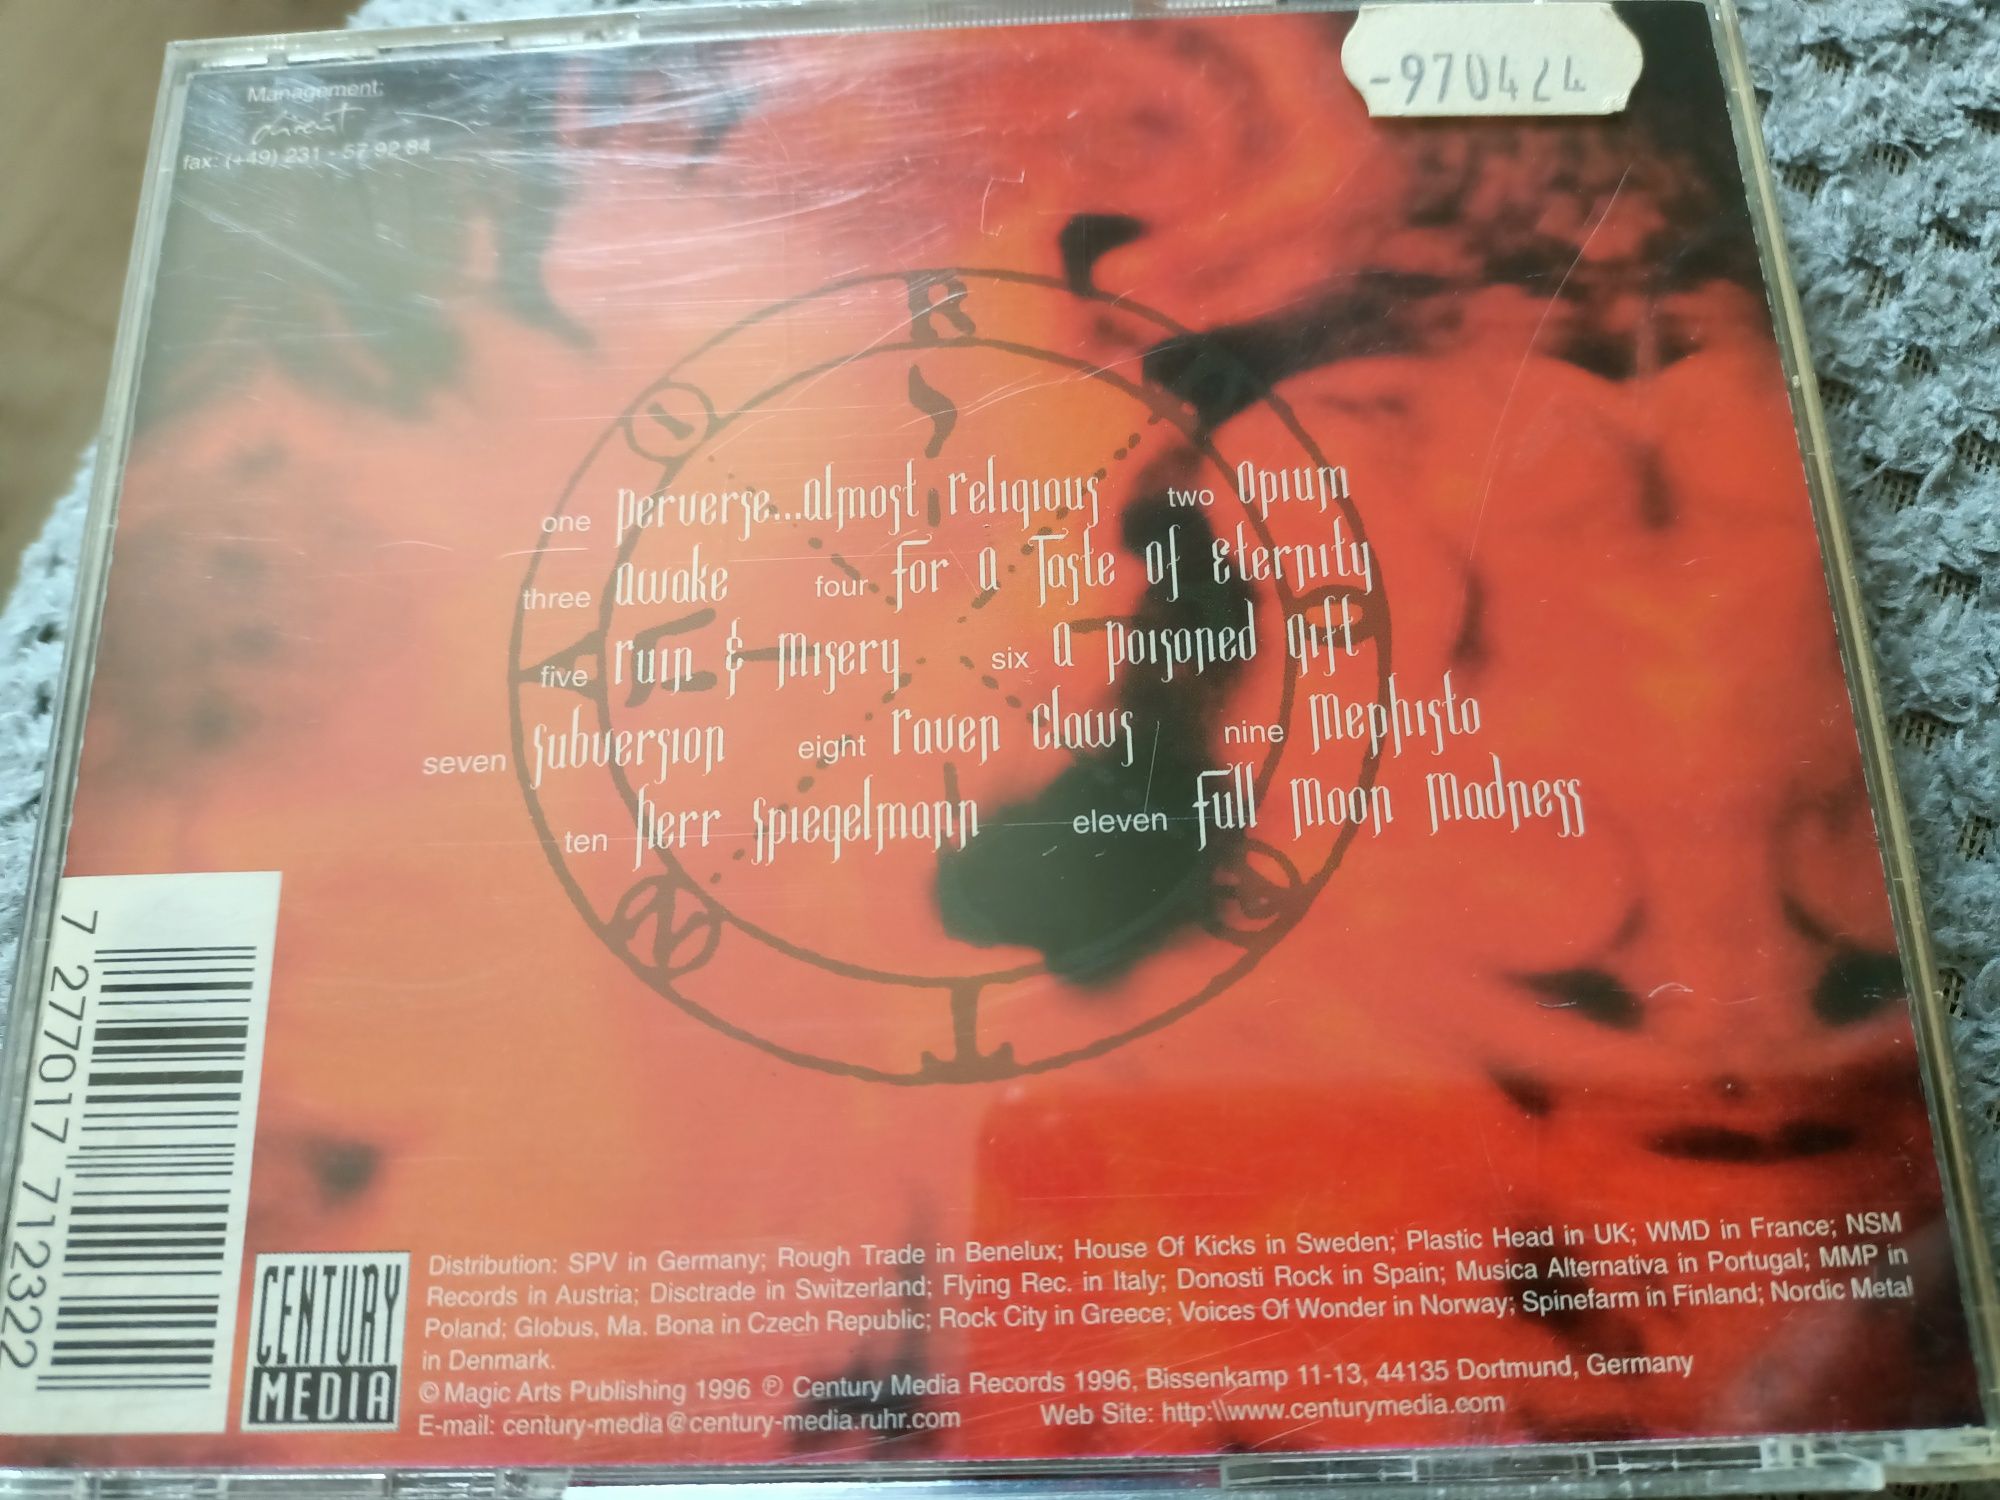 Management:
direct
fax: (+49) 231 - 57 92 84
-970424
R
I
one Perverse...Almost Religious two Opium
three Awake four For A Taste Of Eternity
five Ruin & Misery six A Poisoned Gift
seven Subversion eight Raven Claws nine Mephisto
ten Herr Spiegelmann eleven Full Moon Madness
N
I
7 27701 77123 22
CENTURY
MEDIA
Distribution: SPV in Germany; Rough Trade in Benelux; House Of Kicks in Sweden; Plastic Head in UK; WMD in France; NSM
Records in Austria; Disctrade in Switzerland; Flying Rec. in Italy; Donosti Rock in Spain; Musica Alternativa in Portugal; MMP in
Poland; Globus, Ma, Bona in Czech Republic; Rock City in Greece; Voices Of Wonder in Norway; Spinefarm in Finland; Nordic Metal
in Denmark.
© Magic Arts Publishing 1996 ℗ Century Media Records 1996, Bissenkamp 11-13, 44135 Dortmund, Germany
E-mail: century-media@century-media.ruhr.com Web Site: http:\\www.centurymedia.com